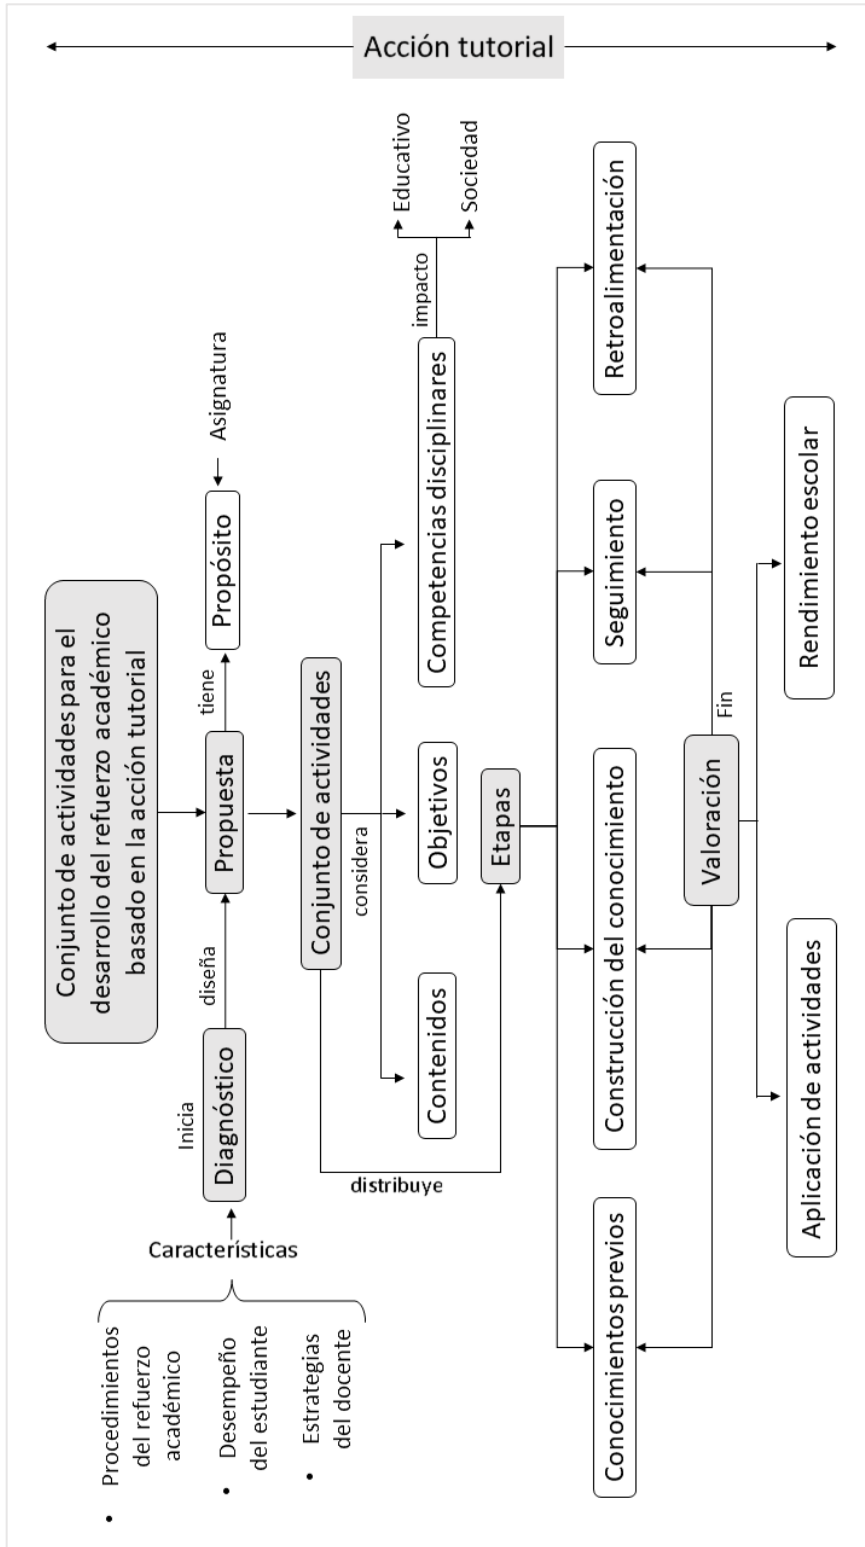 Acción tutorial
Conjunto de actividades para el
desarrollo del refuerzo académico
basado en la acción tutorial
Procedimientos
del refuerzo
académico
Desempeño
del estudiante
Estrategias
del docente
Características
Inicia
Diagnóstico
diseña
Propuesta
tiene
Propósito
Asignatura
Conjunto de actividades
considera
distribuye
Contenidos
Objetivos
Competencias disciplinares
impacto
Educativo
Sociedad
Etapas
Conocimientos previos
Construcción del conocimiento
Seguimiento
Retroalimentación
Valoración
Fin
Aplicación de actividades
Rendimiento escolar